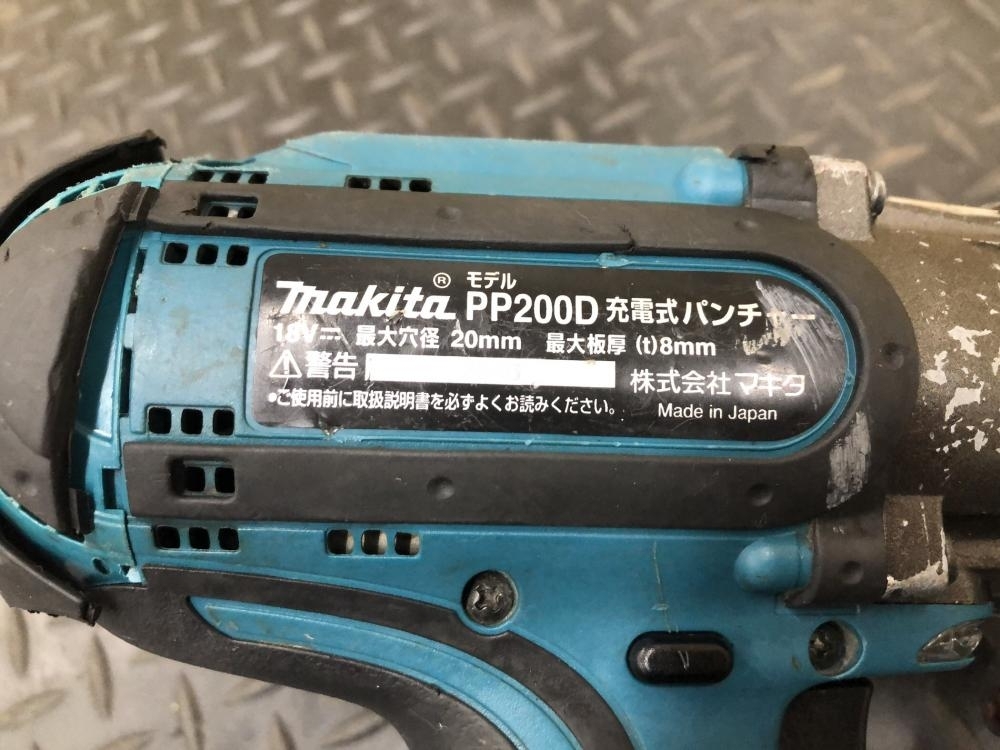 makita® モデル PP200D 充電式パンチャー
18V⎓ 最大穴径 20mm 最大板厚 (t)8mm
⚠警告
株式会社 マキタ
•ご使用前に取扱説明書を必ずよくお読みください。
Made in Japan